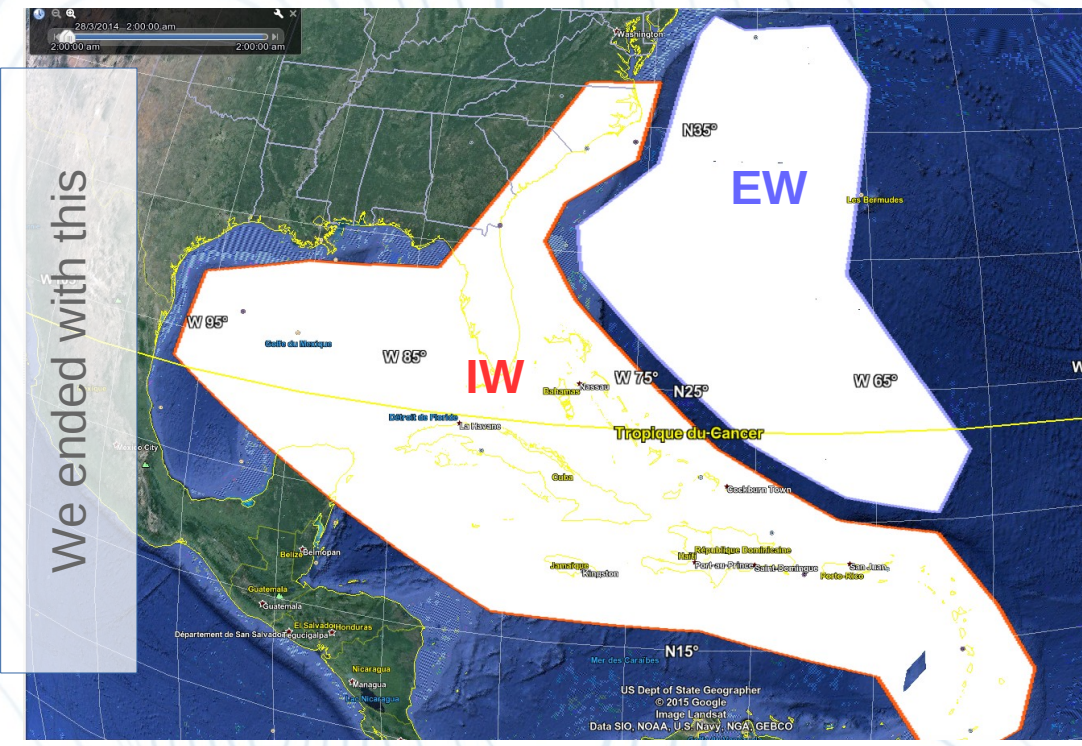 28/3/2014 2:00:00 am
2:00:00 am
2:00:00 am
We ended with this
Washington
N35°
EW
Les Bermudes
W 95°
Golfe du Mexique
W 85°
IW
W 75°
N25°
W 65°
W
Bahamas
Nassau
Détroit de Floride
La Havane
Tropique du Cancer
Mexico City
Cuba
Cockburn Town
Belize
Belmopan
République Dominicaine
Haïti
Port-au-Prince
Saint-Domingue
San Juan,
Porto-Rico
Jamaïque
Kingston
Guatemala
Guatemala
El Salvador
Honduras
Département de San Salvador
Tegucigalpa
N15°
Mer des Caraïbes
Nicaragua
Managua
Lac Nicaragua
US Dept of State Geographer
© 2015 Google
Image Landsat
Data SIO, NOAA, U.S. Navy, NGA, GEBCO